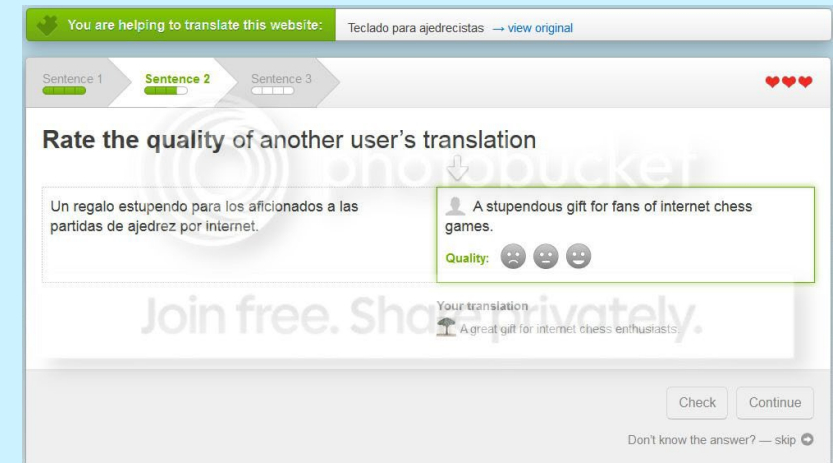 You are helping to translate this website: Teclado para ajedrecistas → view original
Sentence 1 Sentence 2 Sentence 3
Rate the quality of another user's translation
photobucket
Un regalo estupendo para los aficionados a las
partidas de ajedrez por internet.
A stupendous gift for fans of internet chess
games.
Quality:
Join free. Share privately.
Your translation
A great gift for internet chess enthusiasts.
Check Continue
Don't know the answer? — skip